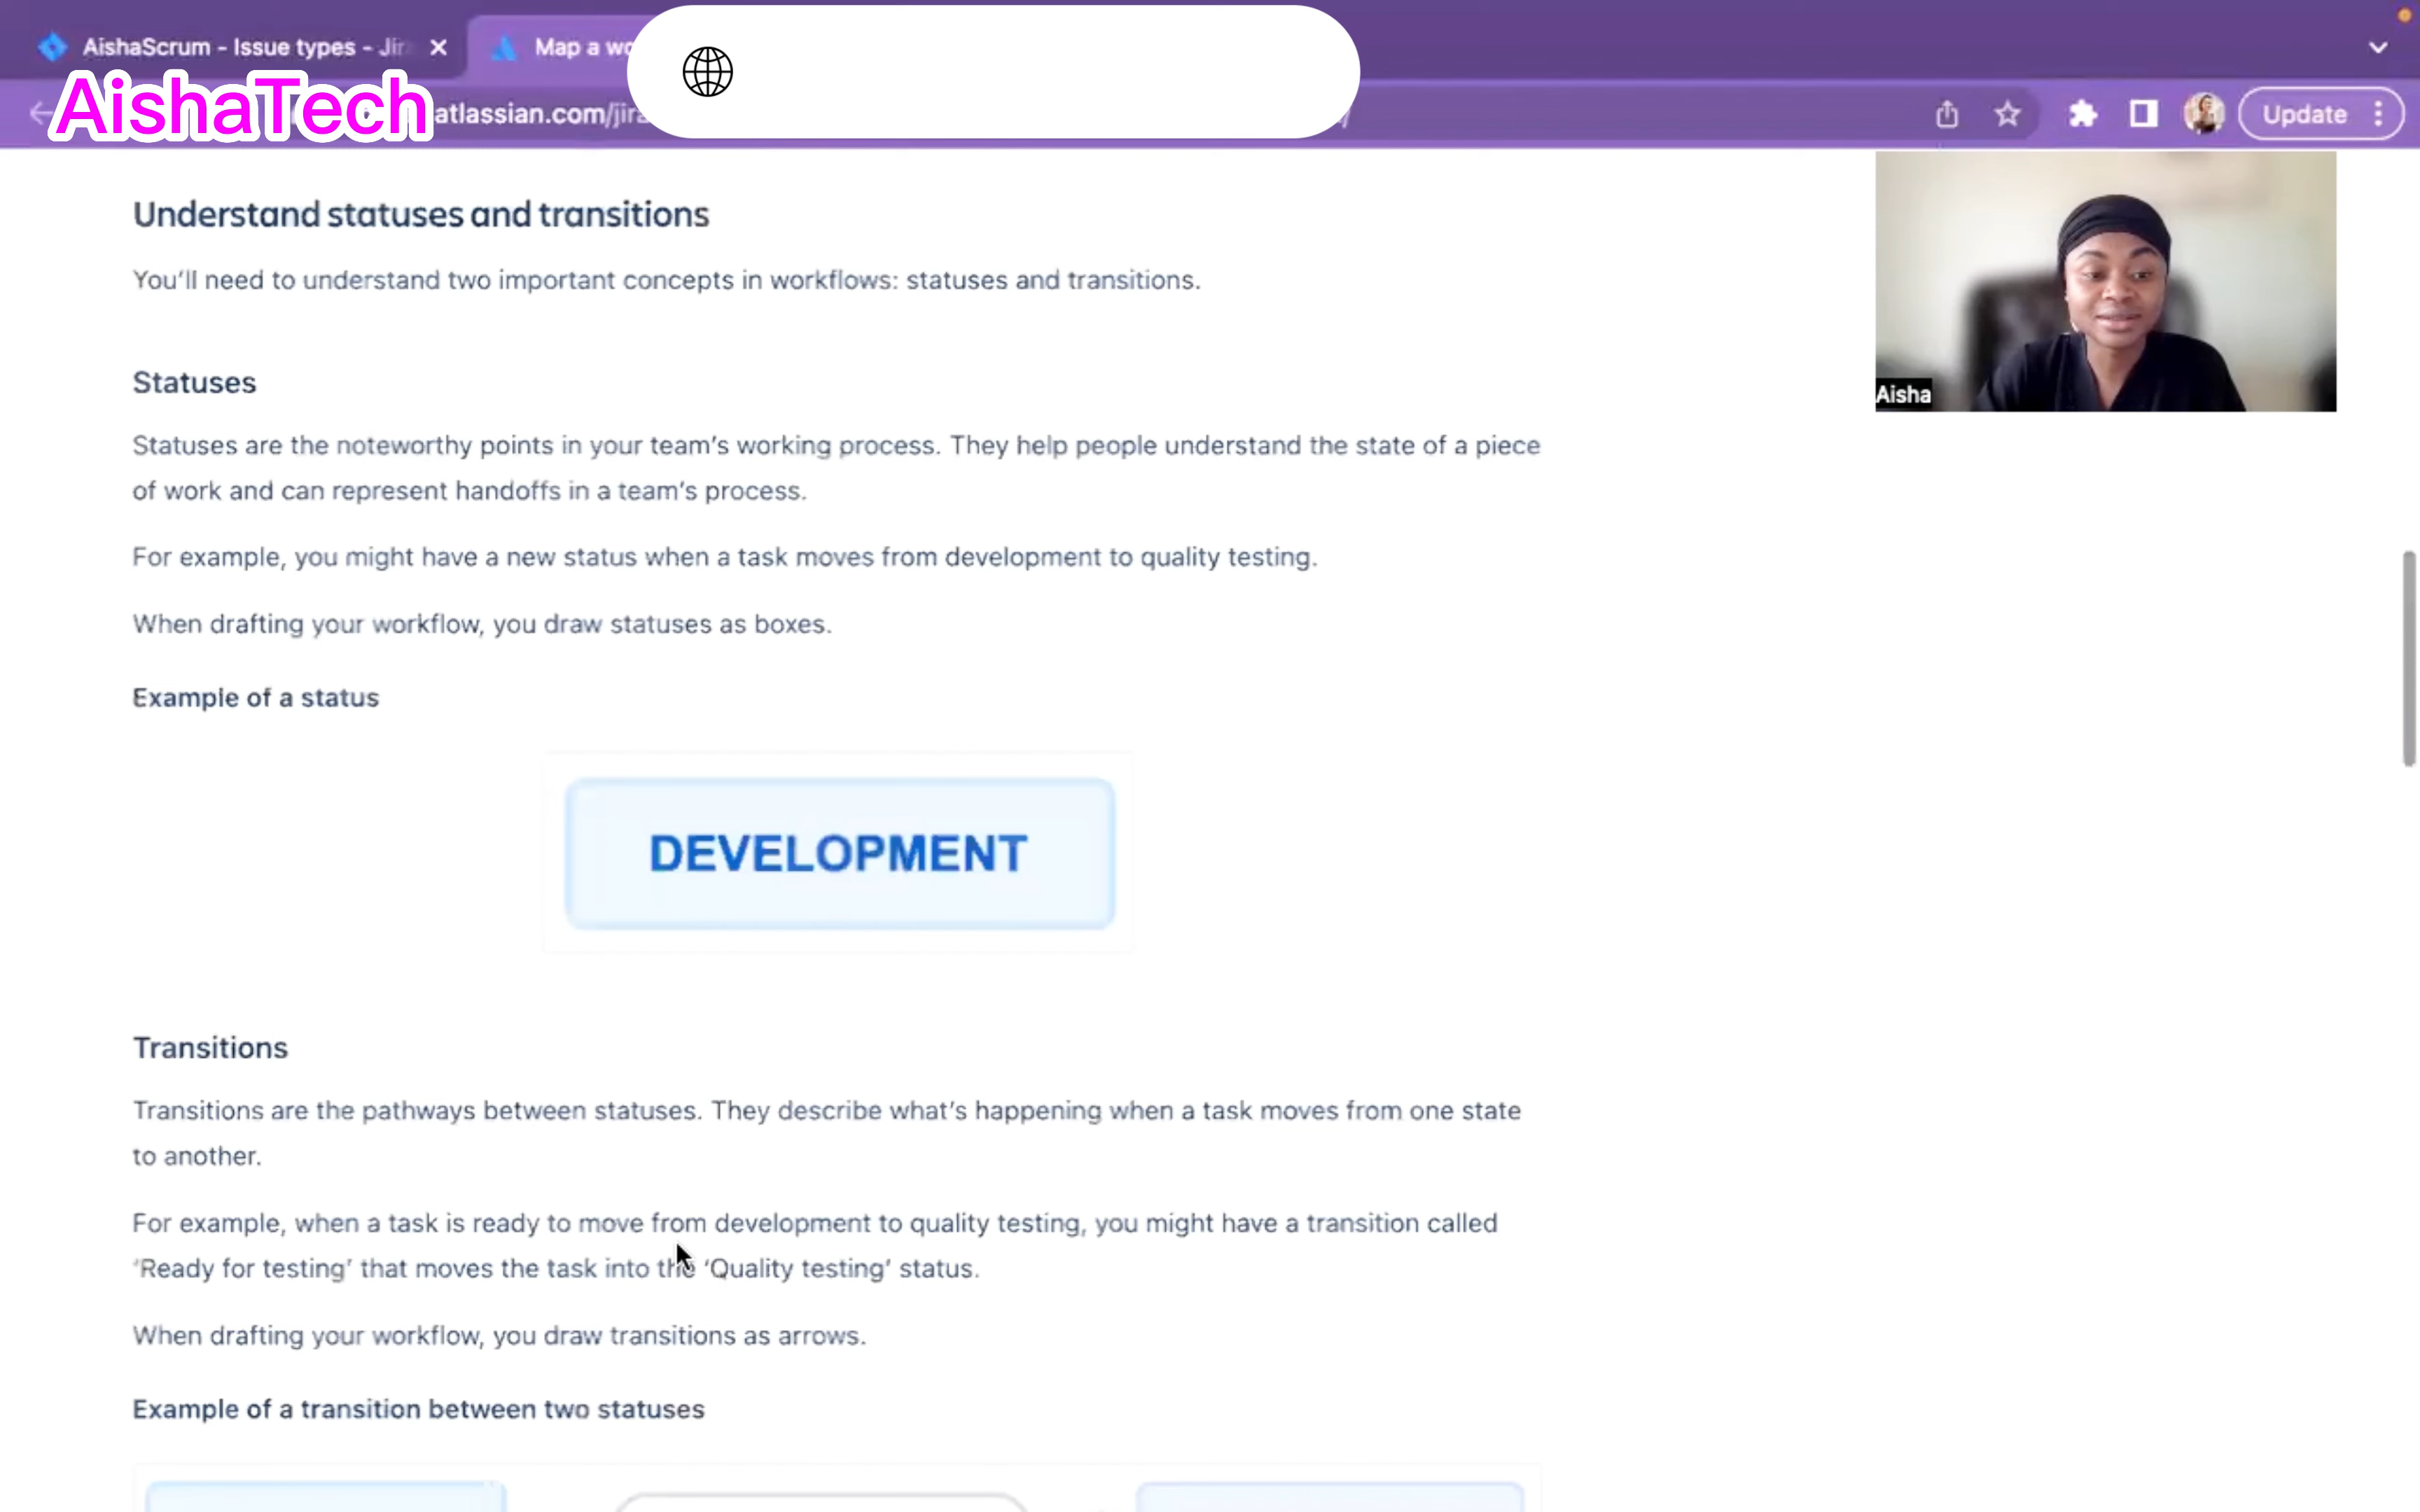 AishaScrum - Issue types - Jir
Map a wo
AishaTech
atlassian.com/jira
Update
Understand statuses and transitions
You'll need to understand two important concepts in workflows: statuses and transitions.
Aisha
Statuses
Statuses are the noteworthy points in your team's working process. They help people understand the state of a piece
of work and can represent handoffs in a team's process.
For example, you might have a new status when a task moves from development to quality testing.
When drafting your workflow, you draw statuses as boxes.
Example of a status
DEVELOPMENT
Transitions
Transitions are the pathways between statuses. They describe what's happening when a task moves from one state
to another.
For example, when a task is ready to move from development to quality testing, you might have a transition called
‘Ready for testing’ that moves the task into the ‘Quality testing’ status.
When drafting your workflow, you draw transitions as arrows.
Example of a transition between two statuses